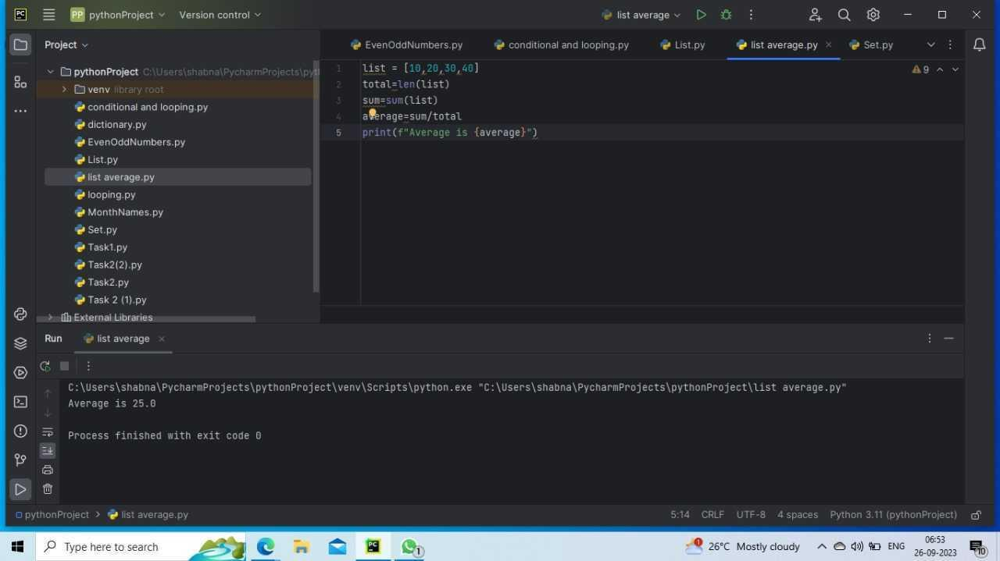 PC
PP pythonProject Version control list average
Project
EvenOddNumbers.py conditional and looping.py List.py list average.py Set.py
pythonProject C:\Users\shabna\PycharmProjects\pyt
venv library root
conditional and looping.py
dictionary.py
EvenOddNumbers.py
List.py
list average.py
looping.py
MonthNames.py
Set.py
Task1.py
Task2(2).py
Task2.py
Task 2 (1).py
External Libraries
1 list = [10,20,30,40]
2 total=len(list)
3 sum=sum(list)
4 average=sum/total
5 print(f"Average is {average}")
9
Run list average
C:\Users\shabna\PycharmProjects\pythonProject\venv\Scripts\python.exe "C:\Users\shabna\PycharmProjects\pythonProject\list average.py"
Average is 25.0
Process finished with exit code 0
pythonProject list average.py
5:14 CRLF UTF-8 4 spaces Python 3.11 (pythonProject)
Type here to search
PC
1
1
26°C Mostly cloudy
ENG
06:53
26-09-2023
10